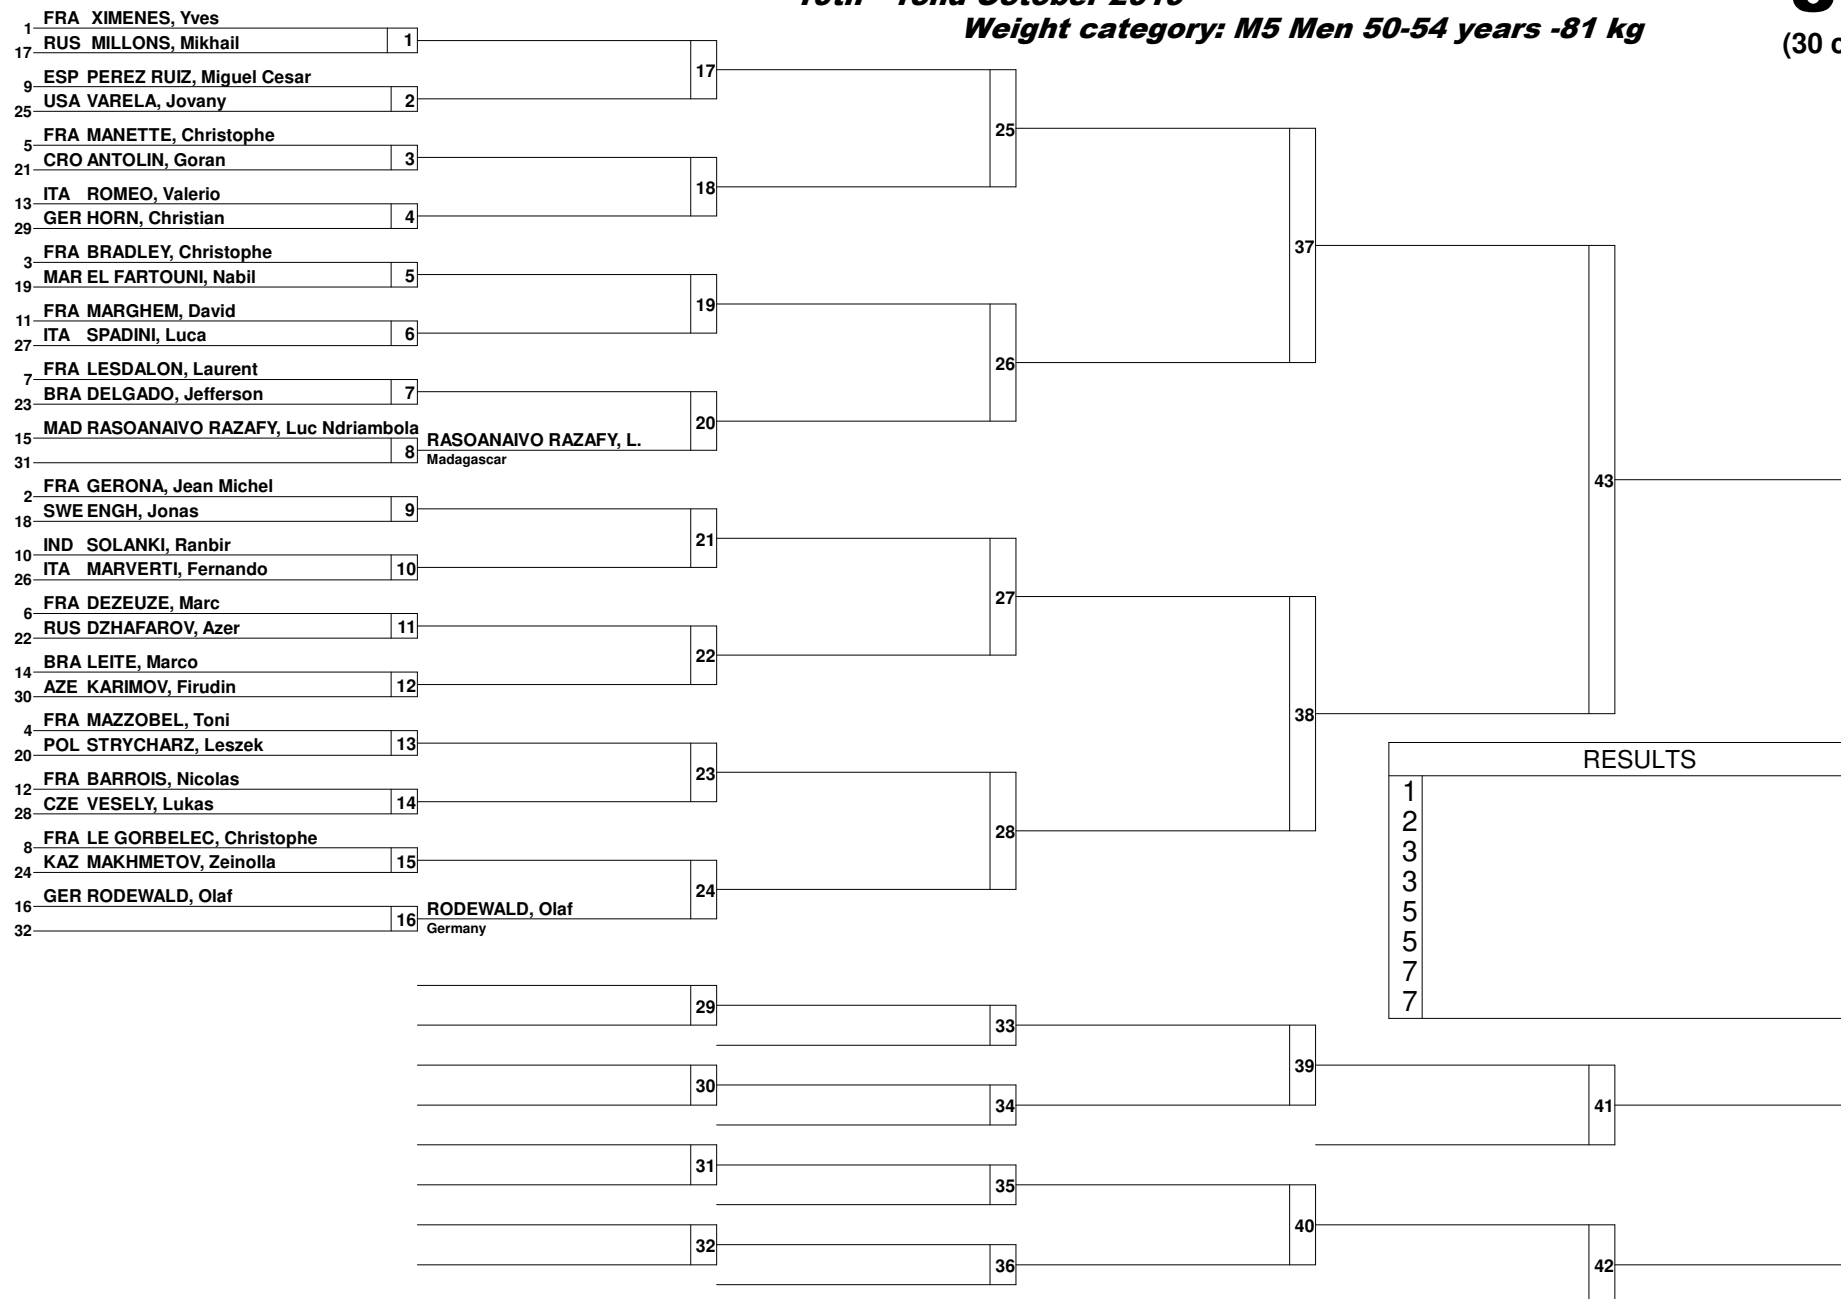 Weight category: M5 Men 50-54 years -81 kg
(30
1 FRA XIMENES, Yves
17 RUS MILLONS, Mikhail 1
9 ESP PEREZ RUIZ, Miguel Cesar
25 USA VARELA, Jovany 2
17
5 FRA MANETTE, Christophe
21 CRO ANTOLIN, Goran 3
25
13 ITA ROMEO, Valerio
29 GER HORN, Christian 4
18
3 FRA BRADLEY, Christophe
19 MAR EL FARTOUNI, Nabil 5
37
11 FRA MARGHEM, David
27 ITA SPADINI, Luca 6
19
7 FRA LESDALON, Laurent
23 BRA DELGADO, Jefferson 7
26
15 MAD RASOANAIVO RAZAFY, Luc Ndriambola
31 8 RASOANAIVO RAZAFY, L.
Madagascar
20
2 FRA GERONA, Jean Michel
18 SWE ENGH, Jonas 9
43
10 IND SOLANKI, Ranbir
26 ITA MARVERTI, Fernando 10
21
6 FRA DEZEUZE, Marc
22 RUS DZHAFAROV, Azer 11
27
14 BRA LEITE, Marco
30 AZE KARIMOV, Firudin 12
22
4 FRA MAZZOBEL, Toni
20 POL STRYCHARZ, Leszek 13
38
12 FRA BARROIS, Nicolas
28 CZE VESELY, Lukas 14
23
8 FRA LE GORBELEC, Christophe
24 KAZ MAKHMETOV, Zeinolla 15
28
16 GER RODEWALD, Olaf
32 16 RODEWALD, Olaf
Germany
24
RESULTS
1
2
3
3
5
5
7
7
29
33
30
34
39
41
31
35
32
36
40
42